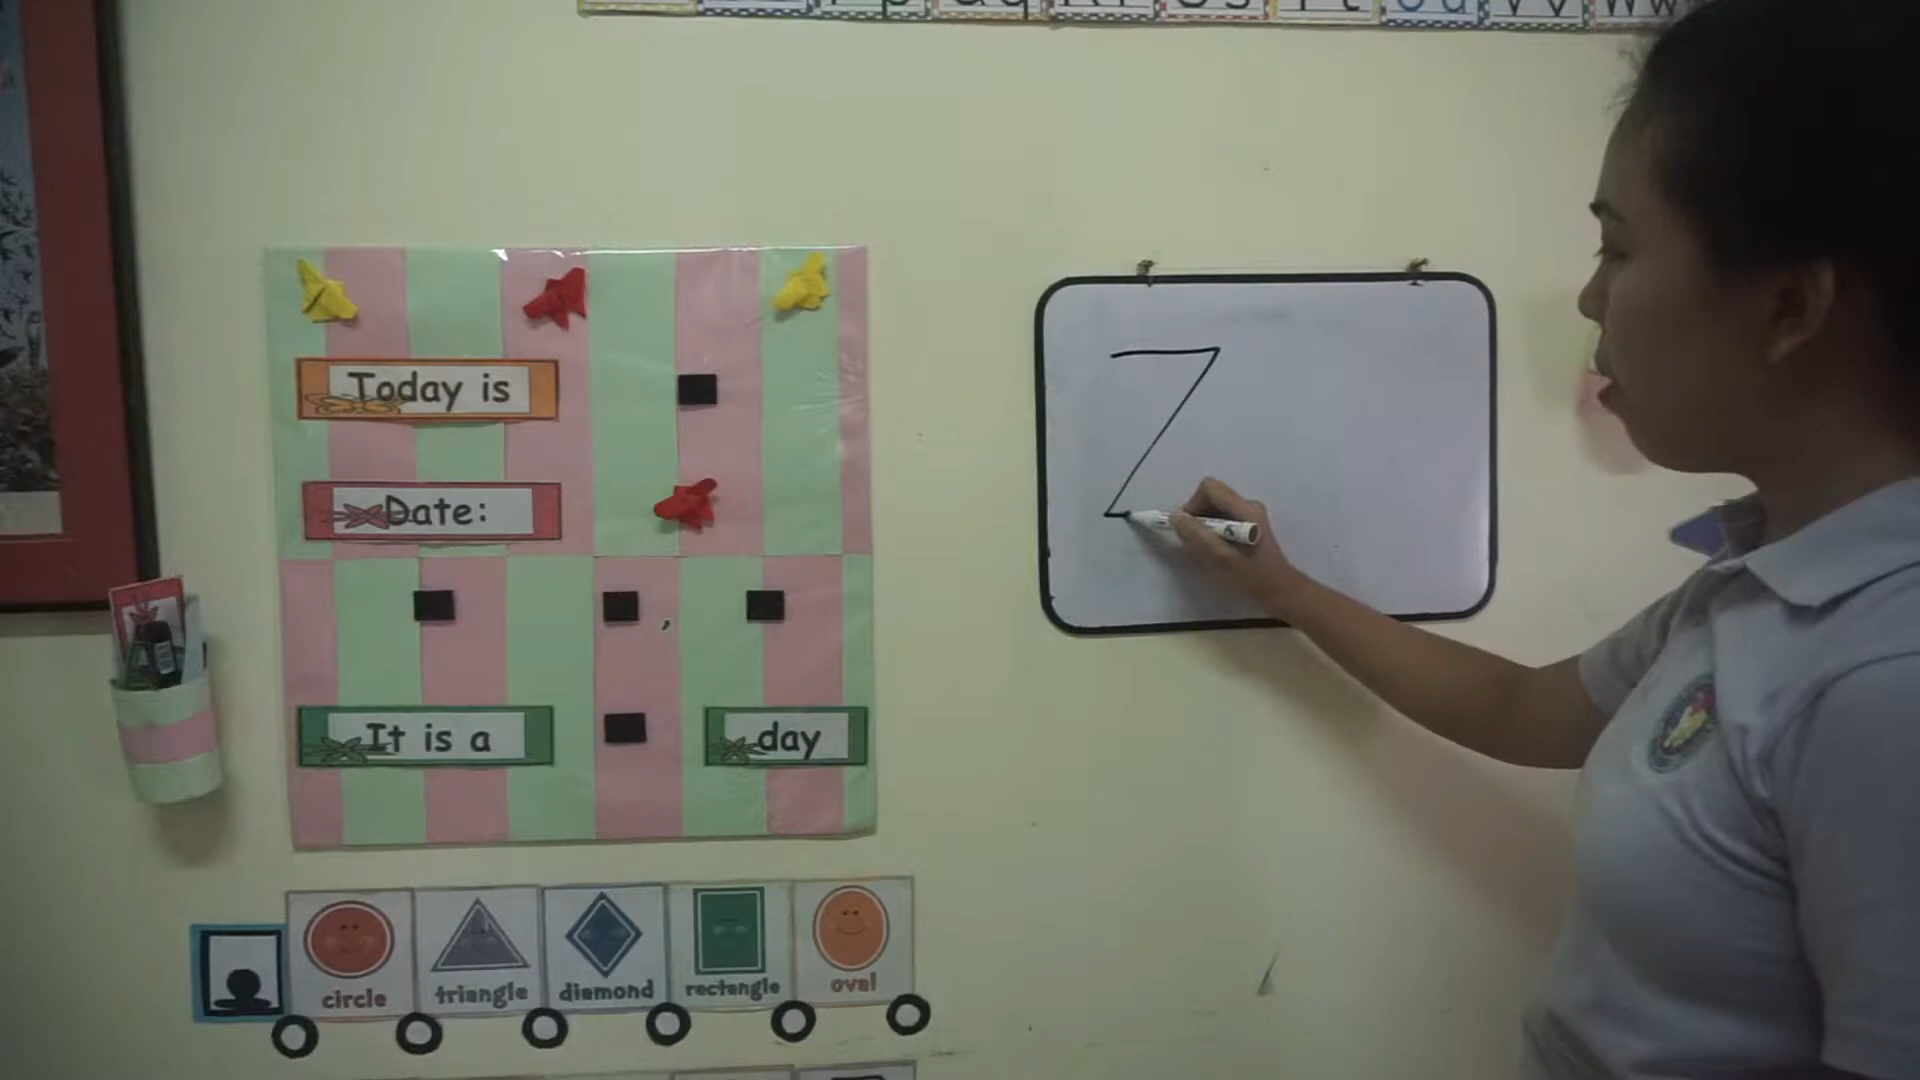 Today is
Date:
,
It is a day
Z
circle triangle diamond rectangle oval